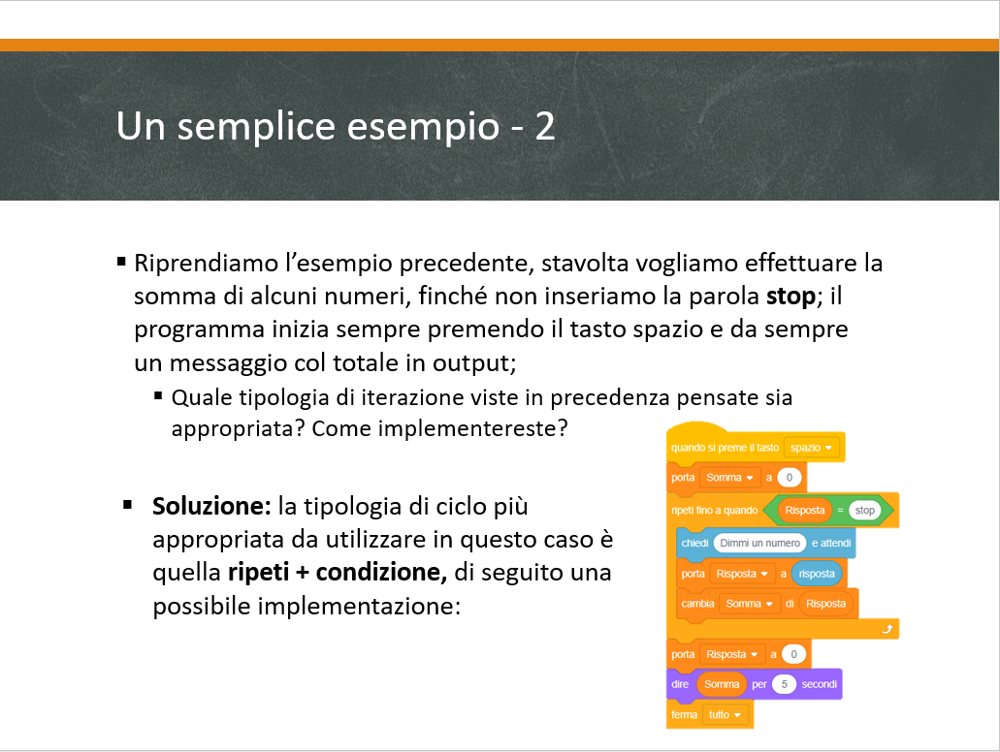 Un semplice esempio - 2
Riprendiamo l’esempio precedente, stavolta vogliamo effettuare la
somma di alcuni numeri, finché non inseriamo la parola stop; il
programma inizia sempre premendo il tasto spazio e da sempre
un messaggio col totale in output;
Quale tipologia di iterazione viste in precedenza pensate sia
appropriata? Come implementereste?
Soluzione: la tipologia di ciclo più
appropriata da utilizzare in questo caso è
quella ripeti + condizione, di seguito una
possibile implementazione:
quando si preme il tasto spazio
porta Somma a 0
ripeti fino a quando Risposta = stop
chiedi Dimmi un numero e attendi
porta Risposta a risposta
cambia Somma di Risposta
porta Risposta a 0
dire Somma per 5 secondi
ferma tutto